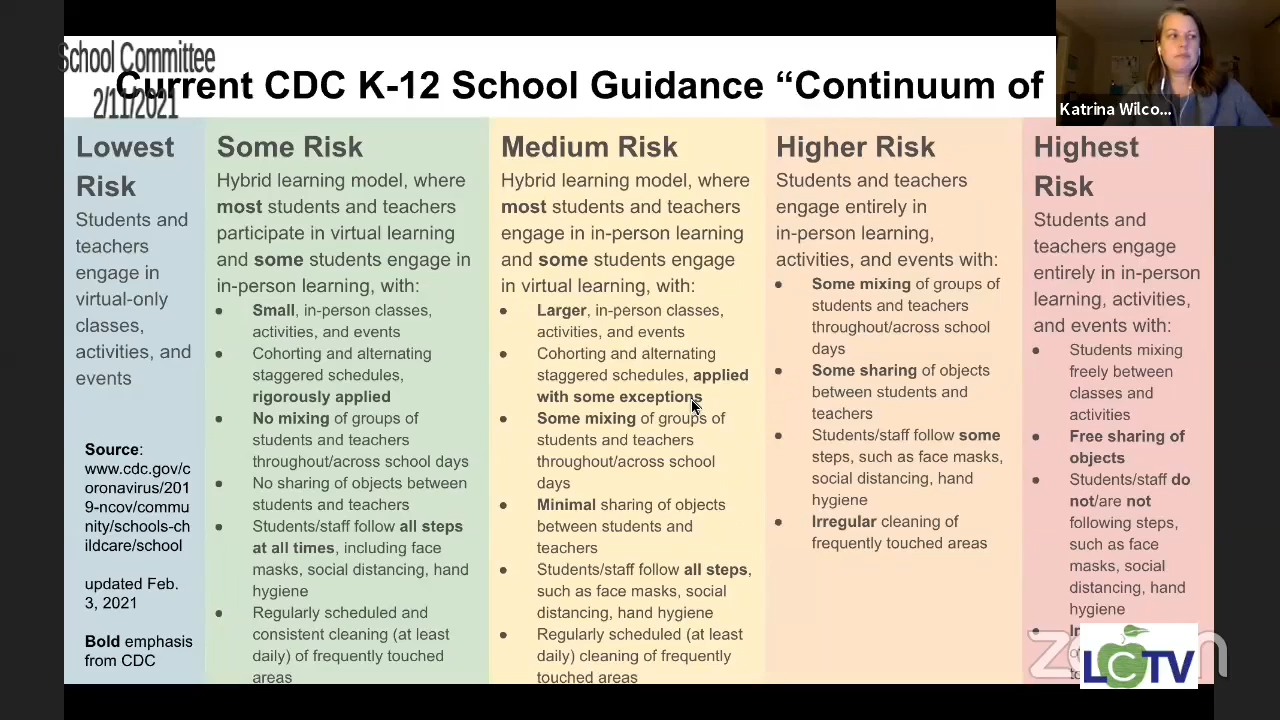 School Committee
2/11/2021
Current CDC K-12 School Guidance “Continuum of
Katrina Wilco...
Lowest
Risk
Students and
teachers
engage in
virtual-only
classes,
activities, and
events
Source:
www.cdc.gov/c
oronavirus/201
9-ncov/commu
nity/schools-ch
ildcare/school
updated Feb.
3, 2021
Bold emphasis
from CDC
Some Risk
Hybrid learning model, where
most students and teachers
participate in virtual learning
and some students engage in
in-person learning, with:
● Small, in-person classes,
activities, and events
● Cohorting and alternating
staggered schedules,
rigorously applied
● No mixing of groups of
students and teachers
throughout/across school days
● No sharing of objects between
students and teachers
● Students/staff follow all steps
at all times, including face
masks, social distancing, hand
hygiene
● Regularly scheduled and
consistent cleaning (at least
daily) of frequently touched
areas
Medium Risk
Hybrid learning model, where
most students and teachers
engage in in-person learning
and some students engage
in virtual learning, with:
● Larger, in-person classes,
activities, and events
● Cohorting and alternating
staggered schedules, applied
with some exceptions
● Some mixing of groups of
students and teachers
throughout/across school
days
● Minimal sharing of objects
between students and
teachers
● Students/staff follow all steps,
such as face masks, social
distancing, hand hygiene
● Regularly scheduled (at least
daily) cleaning of frequently
touched areas
Higher Risk
Students and teachers
engage entirely in
in-person learning,
activities, and events with:
● Some mixing of groups of
students and teachers
throughout/across school
days
● Some sharing of objects
between students and
teachers
● Students/staff follow some
steps, such as face masks,
social distancing, hand
hygiene
● Irregular cleaning of
frequently touched areas
Highest
Risk
Students and
teachers engage
entirely in in-person
learning, activities,
and events with:
● Students mixing
freely between
classes and
activities
● Free sharing of
objects
● Students/staff do
not/are not
following steps,
such as face
masks, social
distancing, hand
hygiene
zoom
LCTV